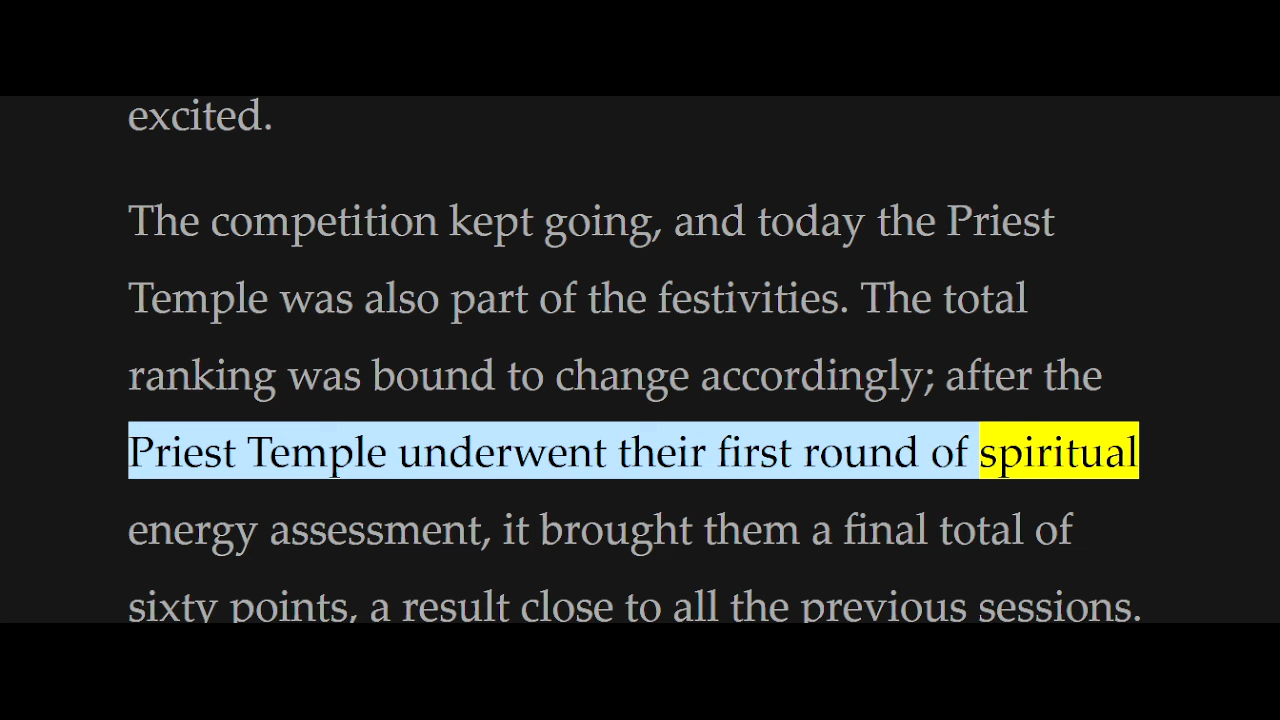 excited.
The competition kept going, and today the Priest
Temple was also part of the festivities. The total
ranking was bound to change accordingly; after the
Priest Temple underwent their first round of spiritual
energy assessment, it brought them a final total of
sixty points, a result close to all the previous sessions.